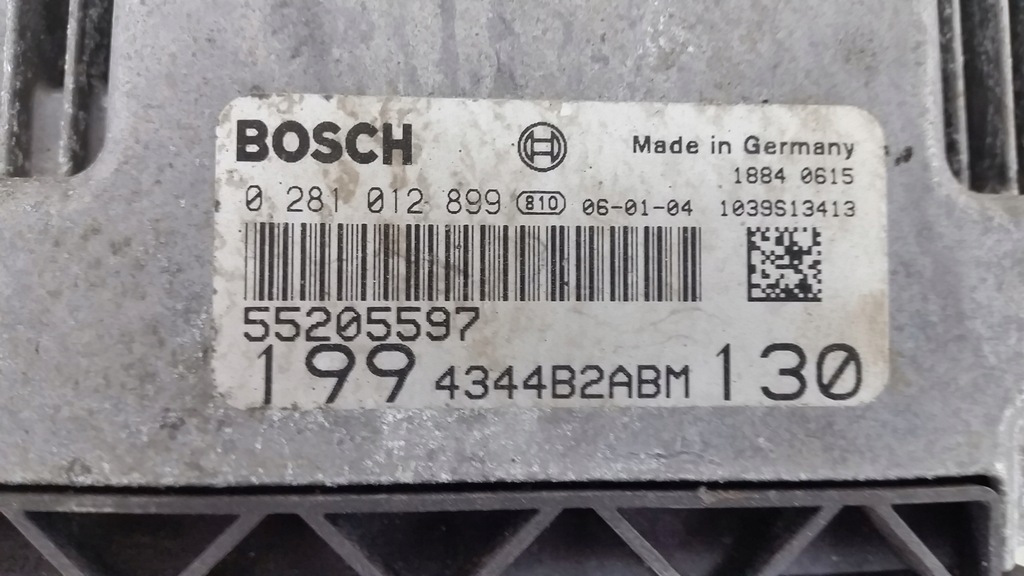 BOSCH
Made in Germany
1884 0615
0 281 012 899 810 06-01-04 1039S13413
55205597
199 4344B2ABM 130